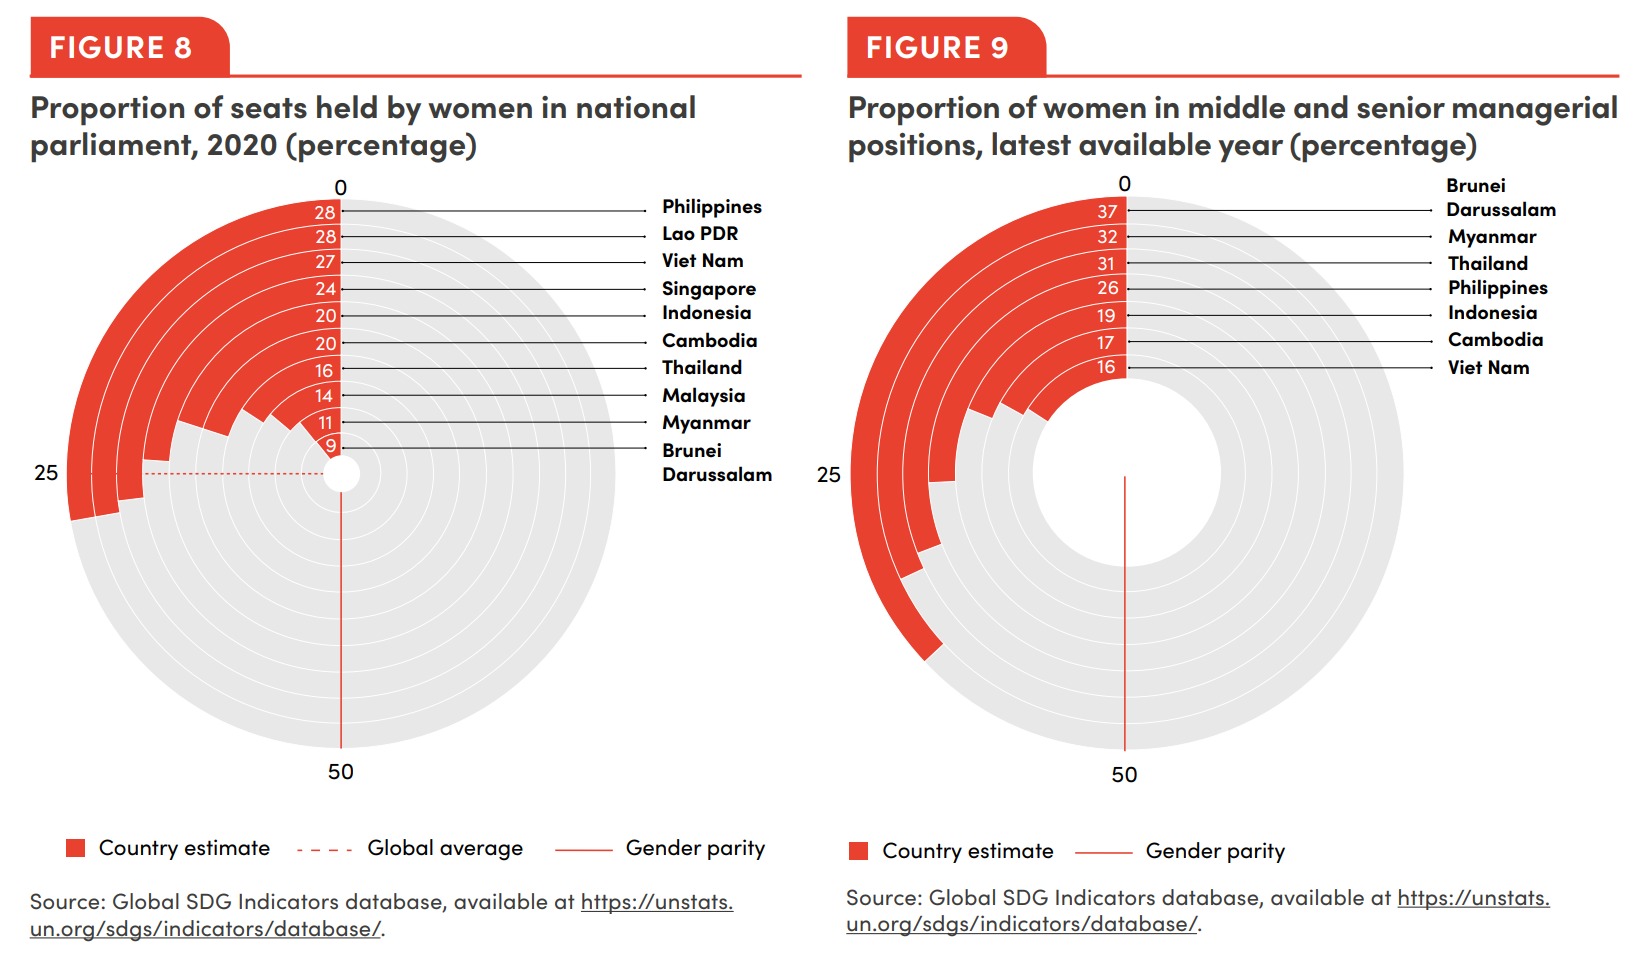 FIGURE 8
Proportion of seats held by women in national
parliament, 2020 (percentage)
0
28 Philippines
28 Lao PDR
27 Viet Nam
24 Singapore
20 Indonesia
20 Cambodia
16 Thailand
14 Malaysia
11 Myanmar
9 Brunei
Darussalam
25
50
Country estimate Global average Gender parity
Source: Global SDG Indicators database, available at https://unstats.
un.org/sdgs/indicators/database/.
FIGURE 9
Proportion of women in middle and senior managerial
positions, latest available year (percentage)
0
Brunei
37 Darussalam
32 Myanmar
31 Thailand
26 Philippines
19 Indonesia
17 Cambodia
16 Viet Nam
25
50
Country estimate Gender parity
Source: Global SDG Indicators database, available at https://unstats.
un.org/sdgs/indicators/database/.